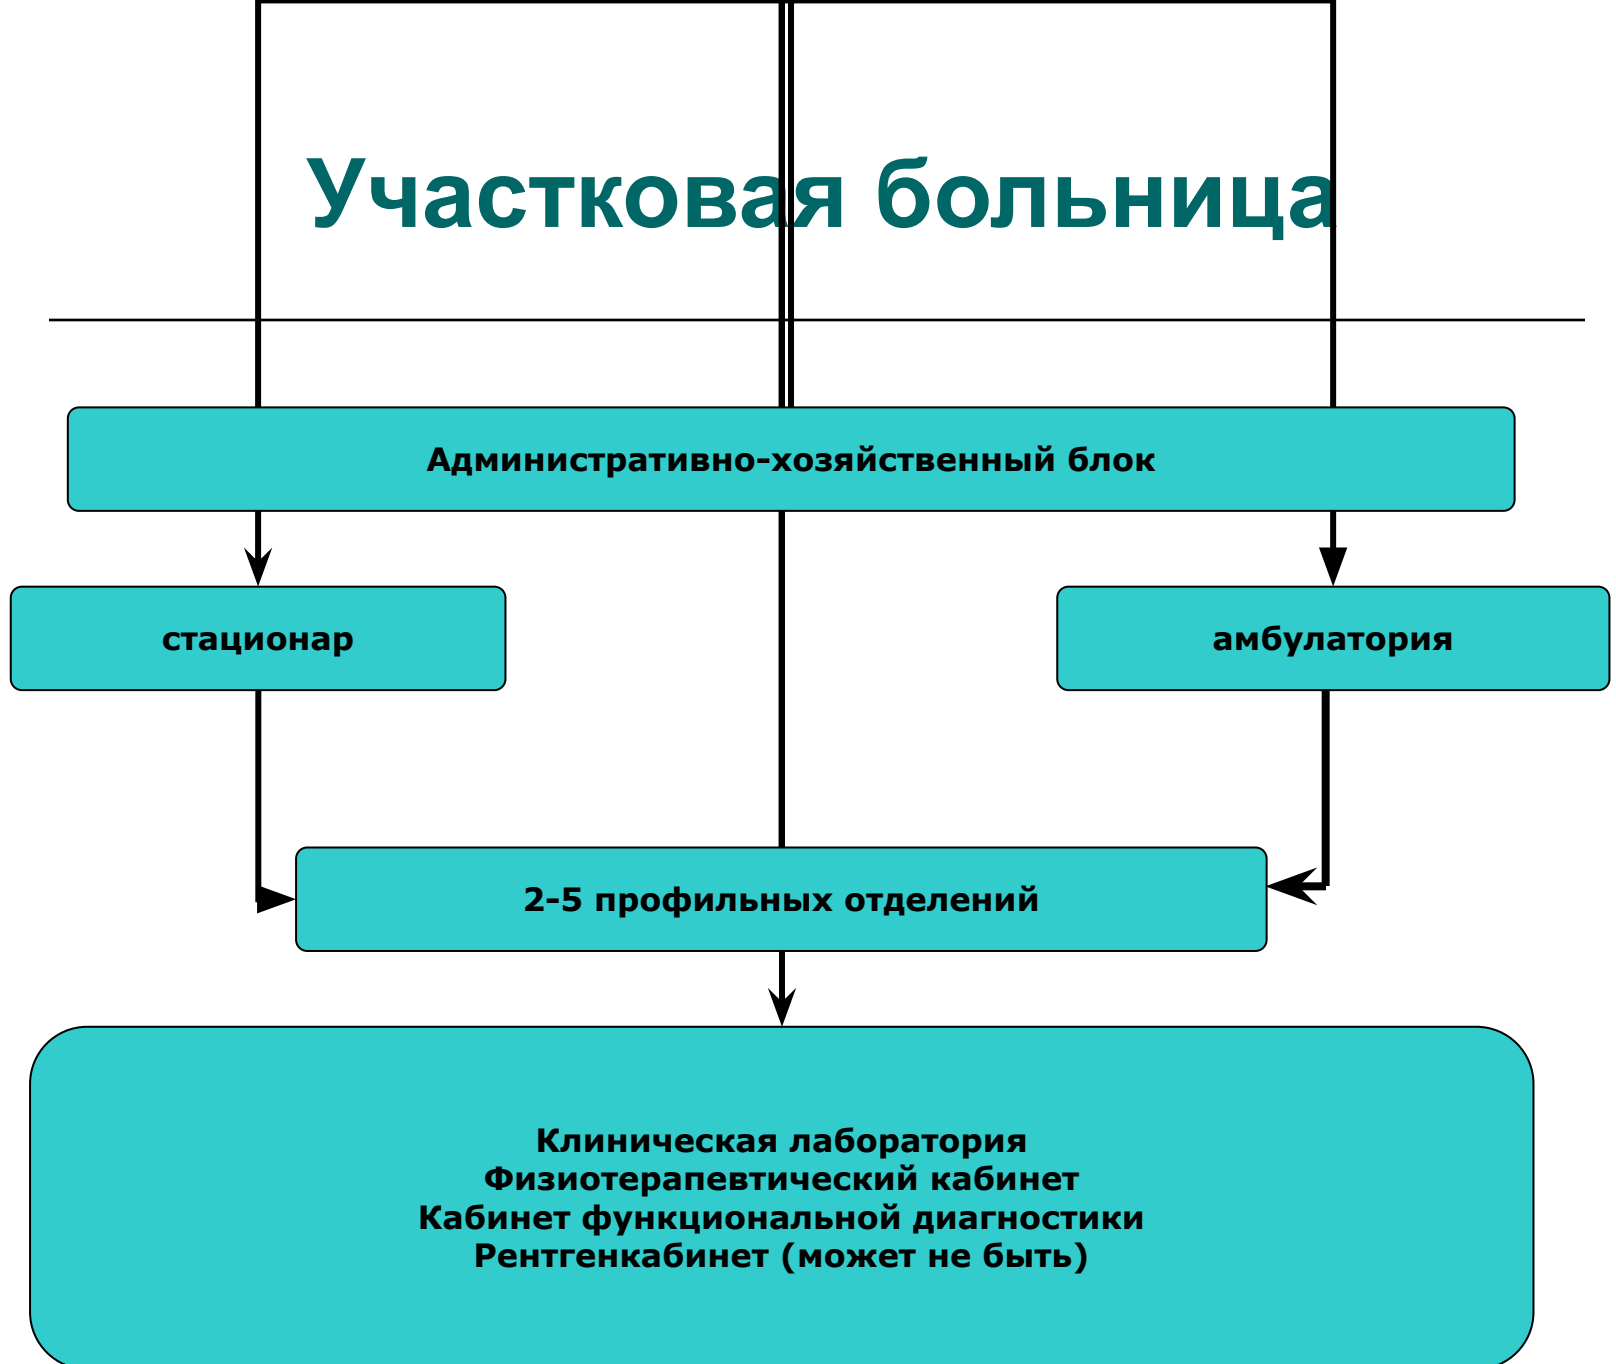 Участковая больница
Административно-хозяйственный блок
стационар
амбулатория
2-5 профильных отделений
Клиническая лаборатория
Физиотерапевтический кабинет
Кабинет функциональной диагностики
Рентгенкабинет (может не быть)